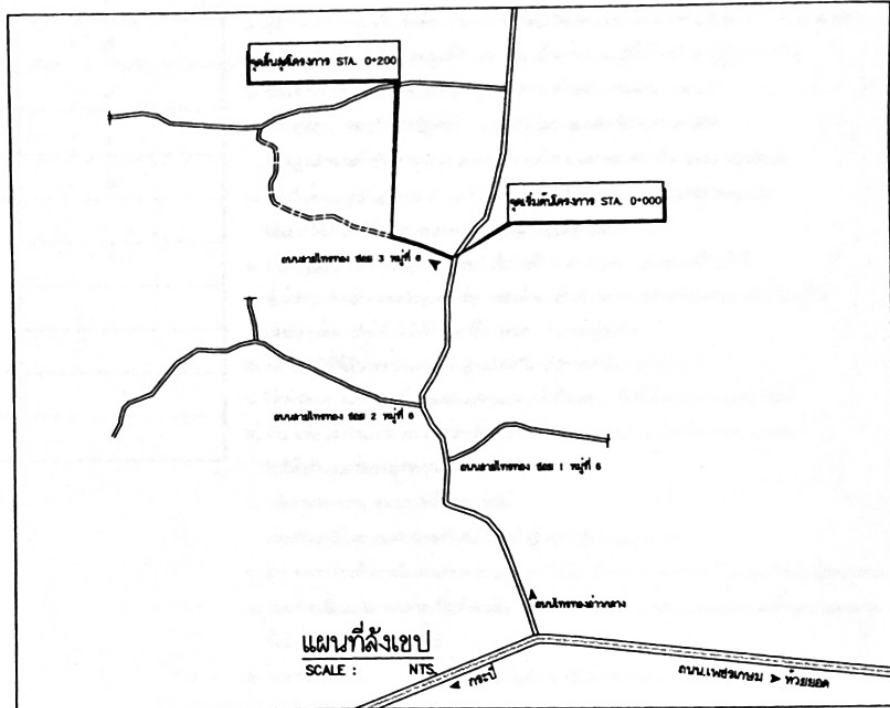 จุดสิ้นสุดโครงการ STA. 0+200
จุดเริ่มต้นโครงการ STA. 0+000
ถนนสายไทรทอง ซอย 3 หมู่ที่ 6
ถนนสายไทรทอง ซอย 2 หมู่ที่ 6
ถนนสายไทรทอง ซอย 1 หมู่ที่ 6
ถนนไทรทองอ่าวกลาง
แผนที่สังเขป
SCALE : NTS.
กระบี่
ถนน.เพชรเกษม ห้วยยอด